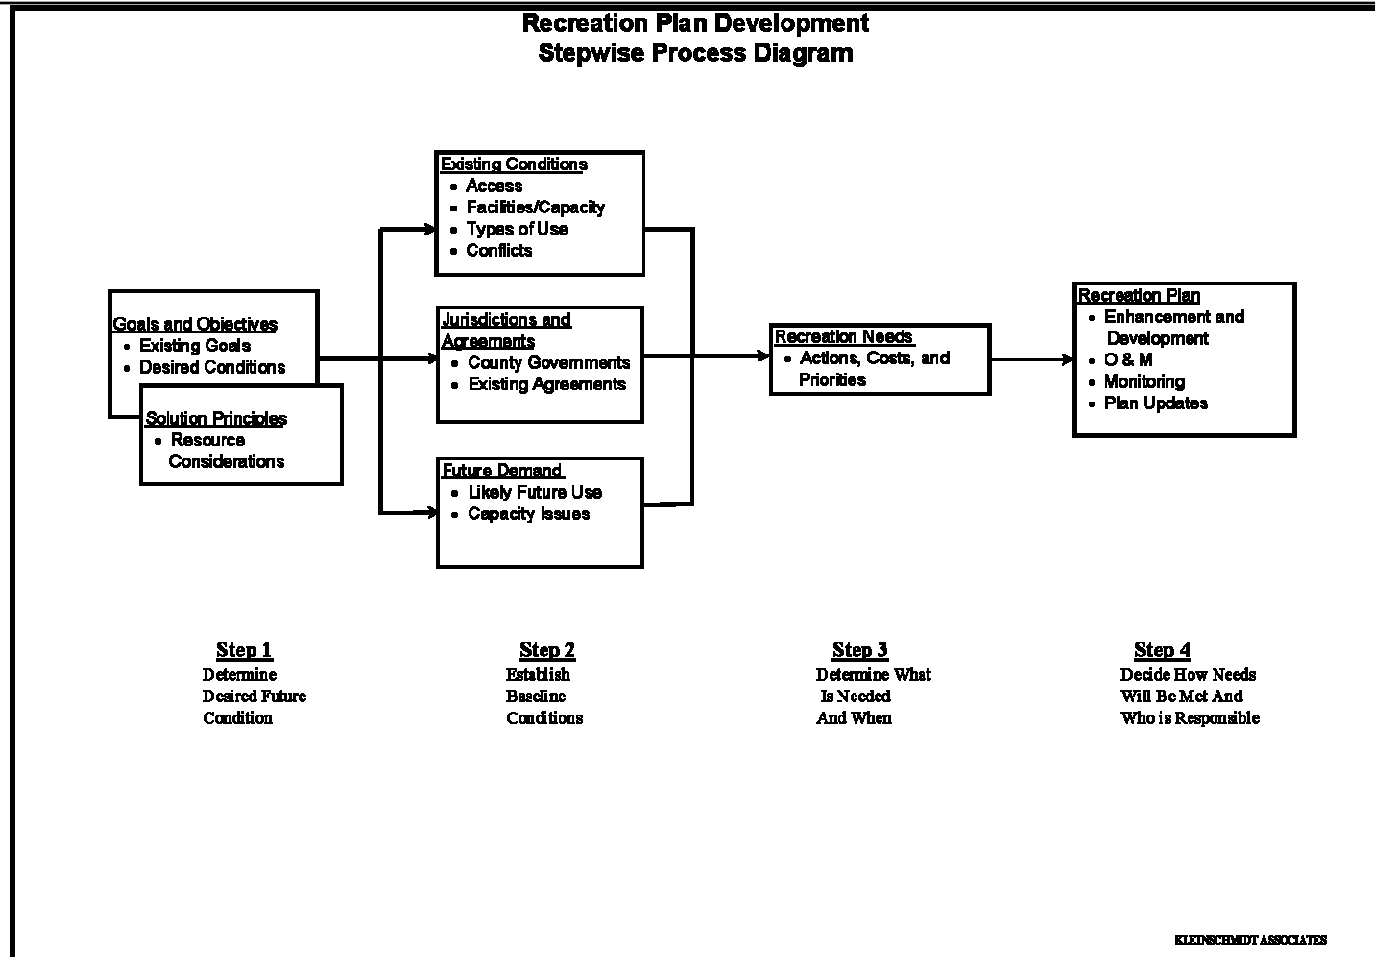 Recreation Plan Development
Stepwise Process Diagram
Goals and Objectives
• Existing Goals
• Desired Conditions
Solution Principles
• Resource
Considerations
Existing Conditions
• Access
• Facilities/Capacity
• Types of Use
• Conflicts
Jurisdictions and
Agreements
• County Governments
• Existing Agreements
Future Demand
• Likely Future Use
• Capacity Issues
Recreation Needs
• Actions, Costs, and
Priorities
Recreation Plan
• Enhancement and
Development
• O & M
• Monitoring
• Plan Updates
Step 1
Determine
Desired Future
Condition
Step 2
Establish
Baseline
Conditions
Step 3
Determine What
Is Needed
And When
Step 4
Decide How Needs
Will Be Met And
Who is Responsible
KLEINSCHMIDT ASSOCIATES